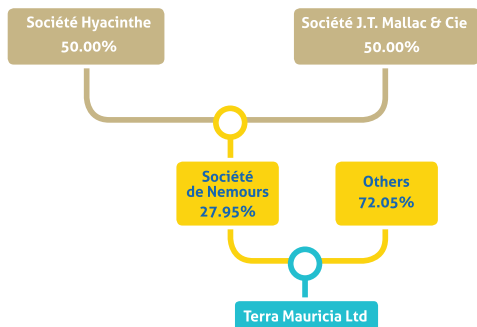 Société Hyacinthe
50.00%
Société J.T. Mallac & Cie
50.00%
Société
de Nemours
27.95%
Others
72.05%
Terra Mauricia Ltd